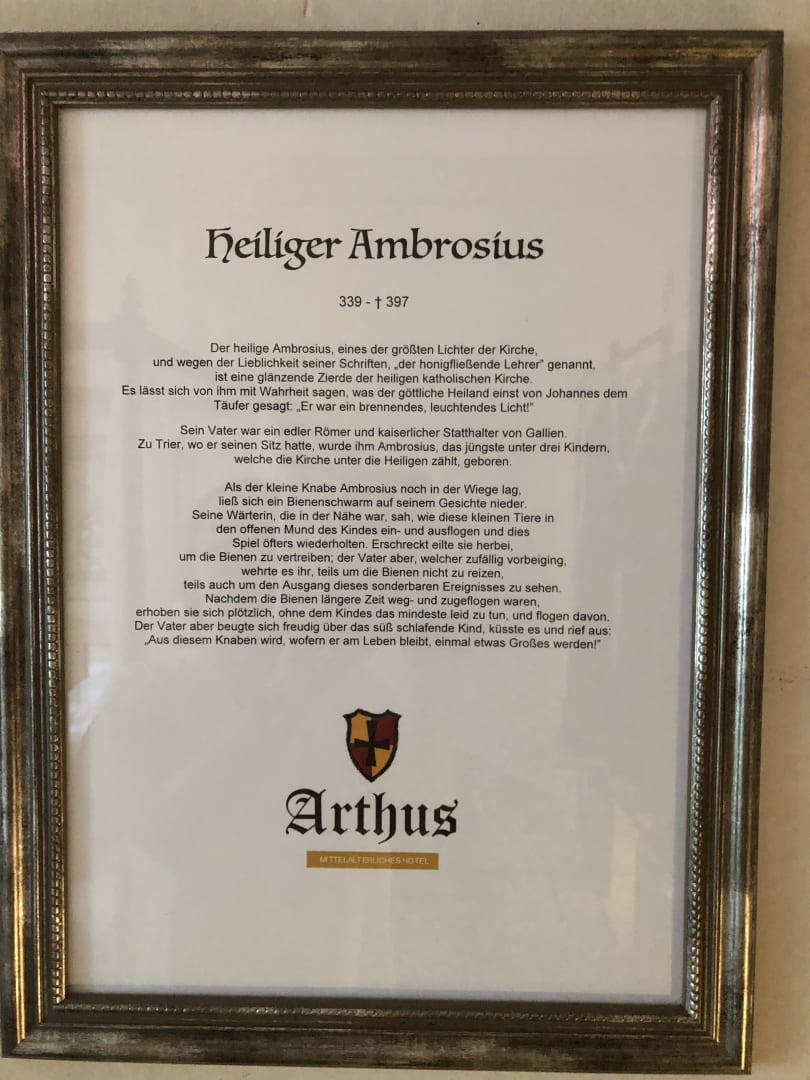 Heiliger Ambrosius
339 - † 397
Der heilige Ambrosius, eines der größten Lichter der Kirche,
und wegen der Lieblichkeit seiner Schriften, „der honigfließende Lehrer“ genannt,
ist eine glänzende Zierde der heiligen katholischen Kirche.
Es lässt sich von ihm mit Wahrheit sagen, was der göttliche Heiland einst von Johannes dem
Täufer gesagt: „Er war ein brennendes, leuchtendes Licht!“
Sein Vater war ein edler Römer und kaiserlicher Statthalter von Gallien.
Zu Trier, wo er seinen Sitz hatte, wurde ihm Ambrosius, das jüngste unter drei Kindern,
welche die Kirche unter die Heiligen zählt, geboren.
Als der kleine Knabe Ambrosius noch in der Wiege lag,
ließ sich ein Bienenschwarm auf seinem Gesichte nieder.
Seine Wärterin, die in der Nähe war, sah, wie diese kleinen Tiere in
den offenen Mund des Kindes ein- und ausflogen und dies
Spiel öfters wiederholten. Erschreckt eilte sie herbei,
um die Bienen zu vertreiben; der Vater aber, welcher zufällig vorbeiging,
wehrte es ihr, teils um die Bienen nicht zu reizen,
teils auch um den Ausgang dieses sonderbaren Ereignisses zu sehen.
Nachdem die Bienen längere Zeit weg- und zugeflogen waren,
erhoben sie sich plötzlich, ohne dem Kindes das mindeste leid zu tun, und flogen davon.
Der Vater aber beugte sich freudig über das süß schlafende Kind, küsste es und rief aus:
„Aus diesem Knaben wird, wofern er am Leben bleibt, einmal etwas Großes werden!“
Arthus
MITTELALTERLICHES HOTEL